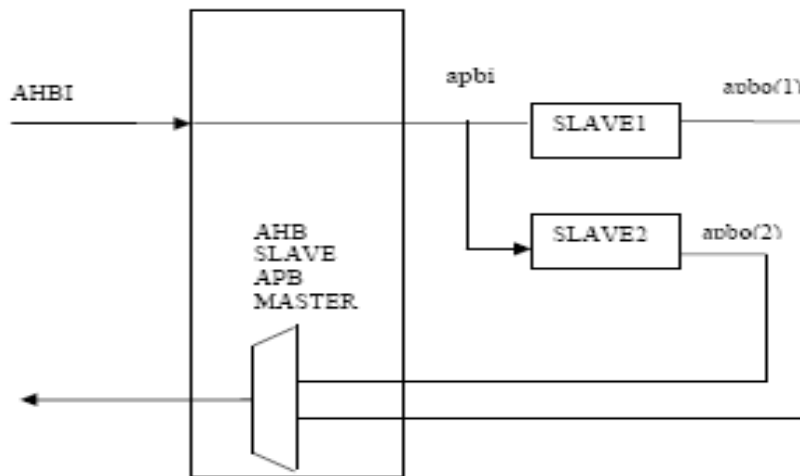 AHBI
apbi
apbo(1)
SLAVE1
SLAVE2
apbo(2)
AHB
SLAVE
APB
MASTER